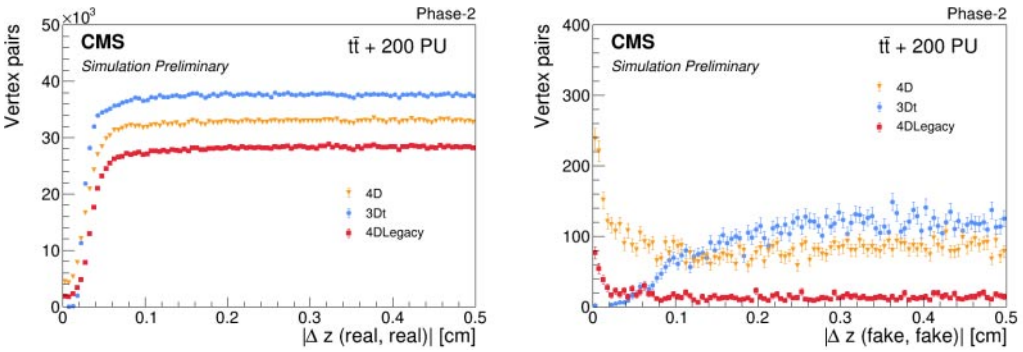 ×10³
Phase-2
50
CMS
tt̄ + 200 PU
Simulation Preliminary
40
30
20
10
0
4D
3Dt
4DLegacy
Vertex pairs
0 0.1 0.2 0.3 0.4 0.5
|Δ z (real, real)| [cm]
Phase-2
400
CMS
tt̄ + 200 PU
Simulation Preliminary
300
200
100
0
4D
3Dt
4DLegacy
Vertex pairs
0 0.1 0.2 0.3 0.4 0.5
|Δ z (fake, fake)| [cm]